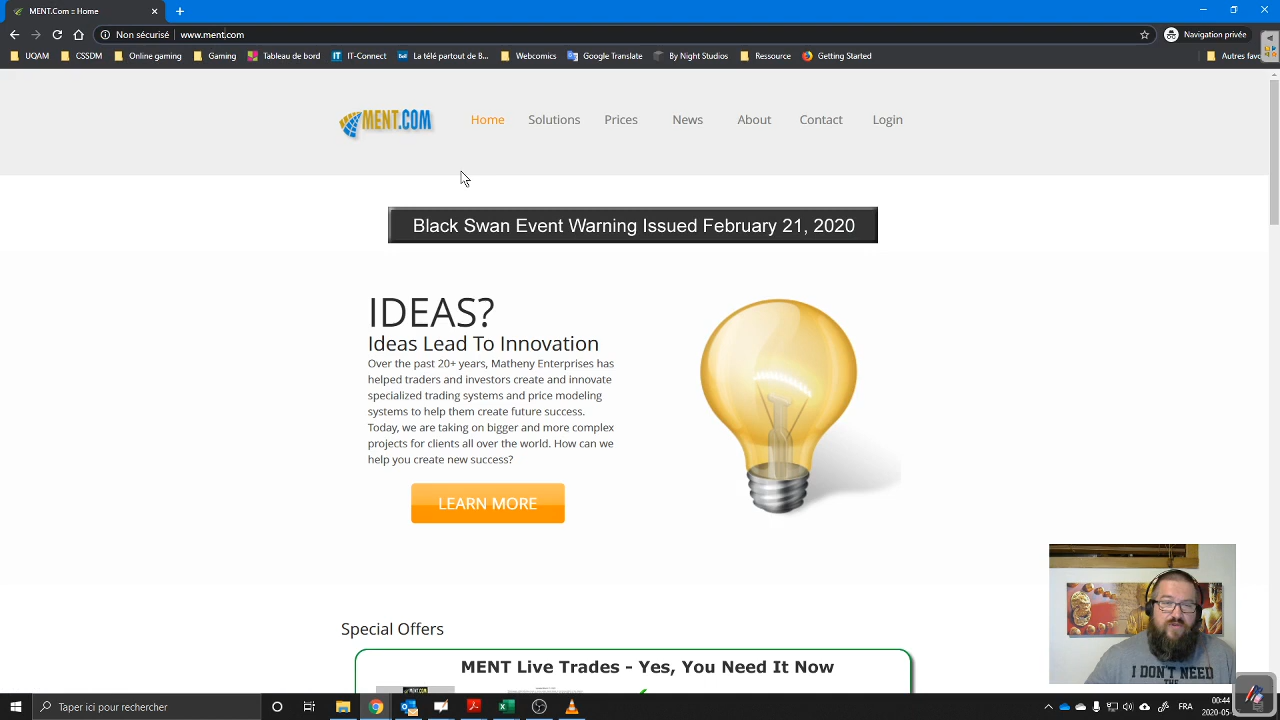 MENT.Com = Home
Non sécurisé | www.ment.com
Navigation privée
UQAM
CSSDM
Online gaming
Gaming
Tableau de bord
IT-Connect
La télé partout de B...
Webcomics
Google Translate
By Night Studios
Ressource
Getting Started
Autres favo
MENT.COM
Home
Solutions
Prices
News
About
Contact
Login
Black Swan Event Warning Issued February 21, 2020
IDEAS?
Ideas Lead To Innovation
Over the past 20+ years, Matheny Enterprises has
helped traders and investors create and innovate
specialized trading systems and price modeling
systems to help them create future success.
Today, we are taking on bigger and more complex
projects for clients all over the world. How can we
help you create new success?
LEARN MORE
Special Offers
MENT Live Trades - Yes, You Need It Now
I DON'T NEED
Taper ici pour rechercher
FRA
00:44
2020-05-